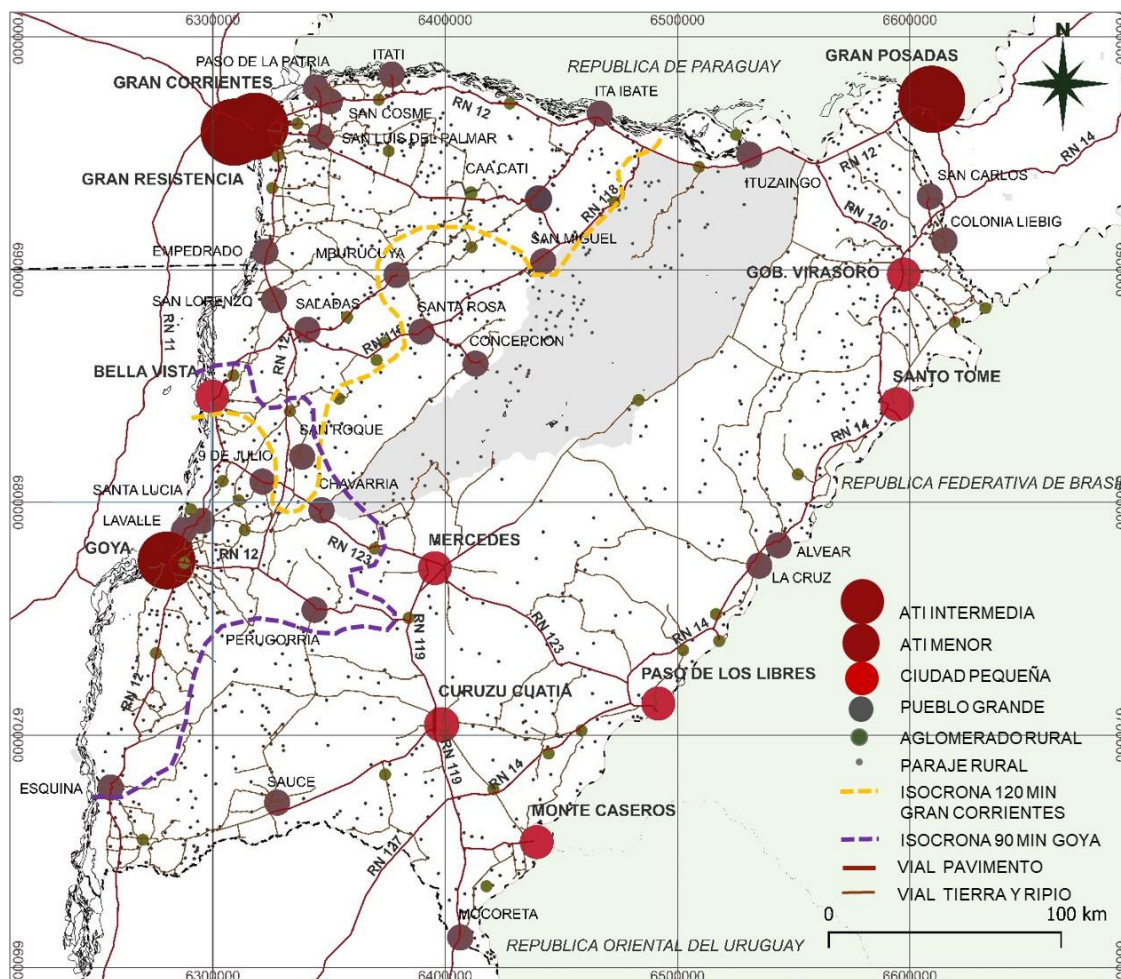 6300000
6400000
6500000
6600000
ITATI
PASO DE LA PATRIA
REPUBLICA DE PARAGUAY
GRAN POSADAS
N
GRAN CORRIENTES
RN 12
ITA IBATE
SAN COSME
SAN LUIS DEL PALMAR
RN 14
RN 12
GRAN RESISTENCIA
CAA CATI
ITUZAINGO
SAN CARLOS
RN 118
RN 120
COLONIA LIEBIG
EMPEDRADO
MBURUCUYA
SAN MIGUEL
GOB. VIRASORO
SAN LORENZO
SALADAS
SANTA ROSA
RN 11
RN 12
CONCEPCION
BELLA VISTA
SANTO TOME
SAN ROQUE
RN 14
9 DE JULIO
CHAVARRIA
SANTA LUCIA
REPUBLICA FEDERATIVA DE BRASI
LAVALLE
GOYA
RN 12
RN 123
MERCEDES
ALVEAR
LA CRUZ
PERUGORRIA
RN 119
RN 123
RN 14
RN 12
CURUZU CUATIA
PASO DE LOS LIBRES
RN 119
RN 14
ESQUINA
SAUCE
MONTE CASEROS
RN 127
MOCORETA
REPUBLICA ORIENTAL DEL URUGUAY
ATI INTERMEDIA
ATI MENOR
CIUDAD PEQUEÑA
PUEBLO GRANDE
AGLOMERADO RURAL
PARAJE RURAL
ISOCRONA 120 MIN
GRAN CORRIENTES
ISOCRONA 90 MIN GOYA
VIAL PAVIMENTO
VIAL TIERRA Y RIPIO
0
100 km
6300000
6400000
6500000
6600000